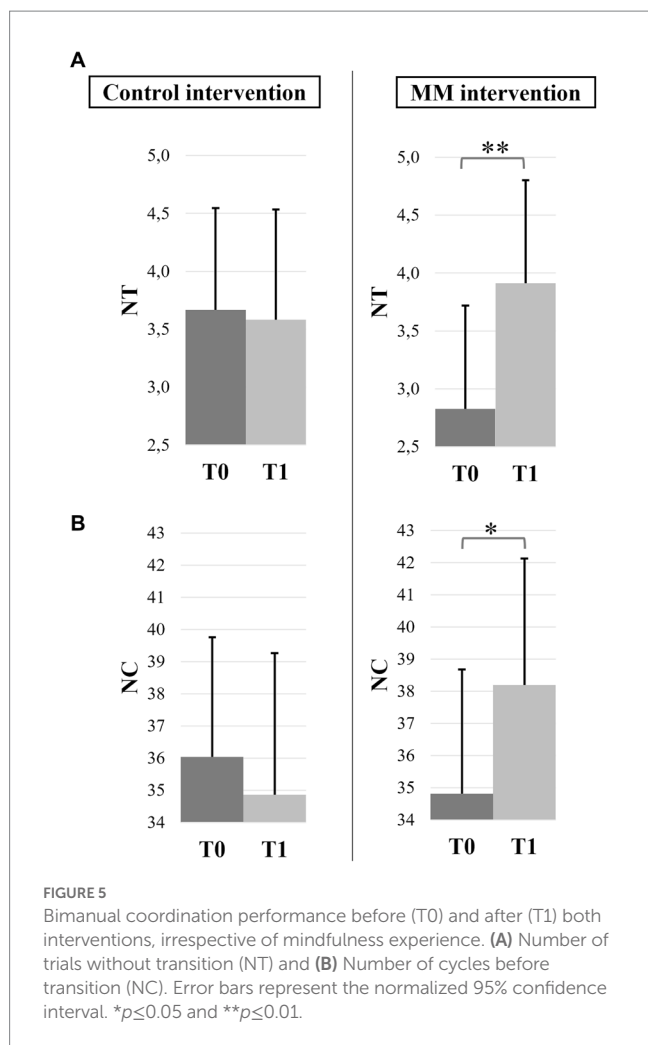 A
Control intervention
MM intervention
5,0
4,5
4,0
3,5
3,0
2,5
NT
T0 T1
5,0
4,5
4,0
3,5
3,0
2,5
NT
**
T0 T1
B
43
42
41
40
39
38
37
36
35
34
NC
T0 T1
43
42
41
40
39
38
37
36
35
34
NC
*
T0 T1
FIGURE 5
Bimanual coordination performance before (T0) and after (T1) both
interventions, irrespective of mindfulness experience. (A) Number of
trials without transition (NT) and (B) Number of cycles before
transition (NC). Error bars represent the normalized 95% confidence
interval. *p≤0.05 and **p≤0.01.